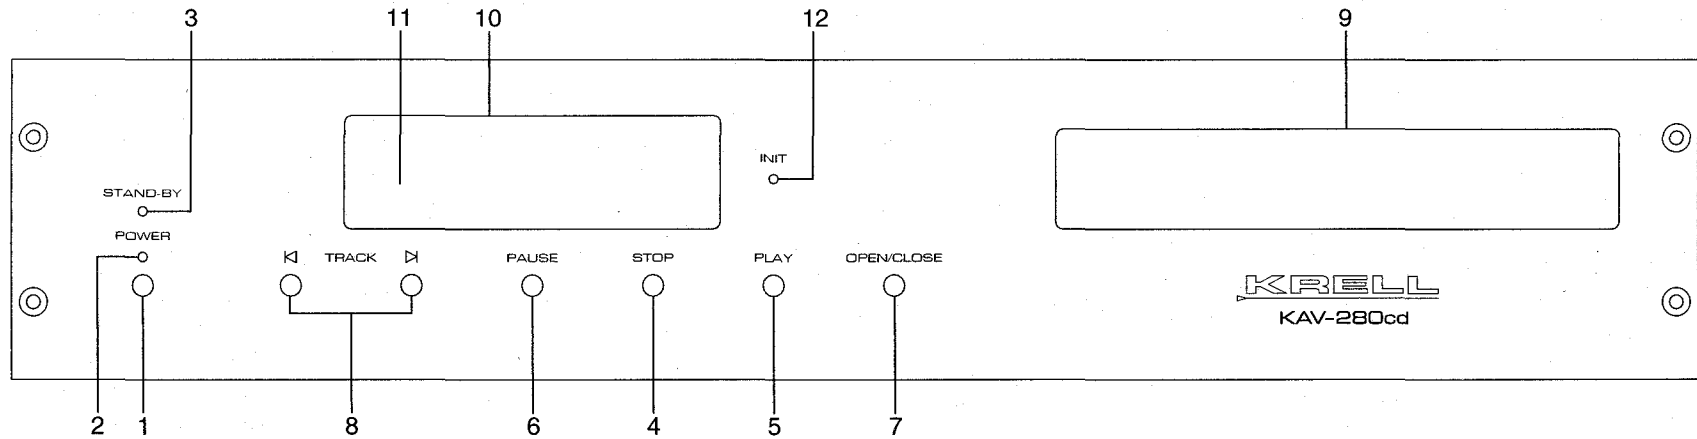 3 11 10 12 9
INIT
STAND-BY
POWER
TRACK PAUSE STOP PLAY OPEN/CLOSE
KRELL
KAV-280cd
2 1 8 6 4 5 7